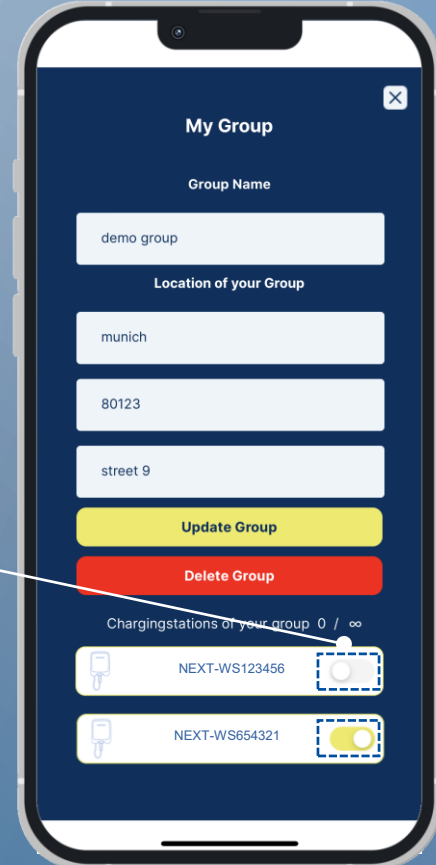 My Group
Group Name
demo group
Location of your Group
munich
80123
street 9
Update Group
Delete Group
Chargingstations of your group 0 / ∞
NEXT-WS123456
NEXT-WS654321